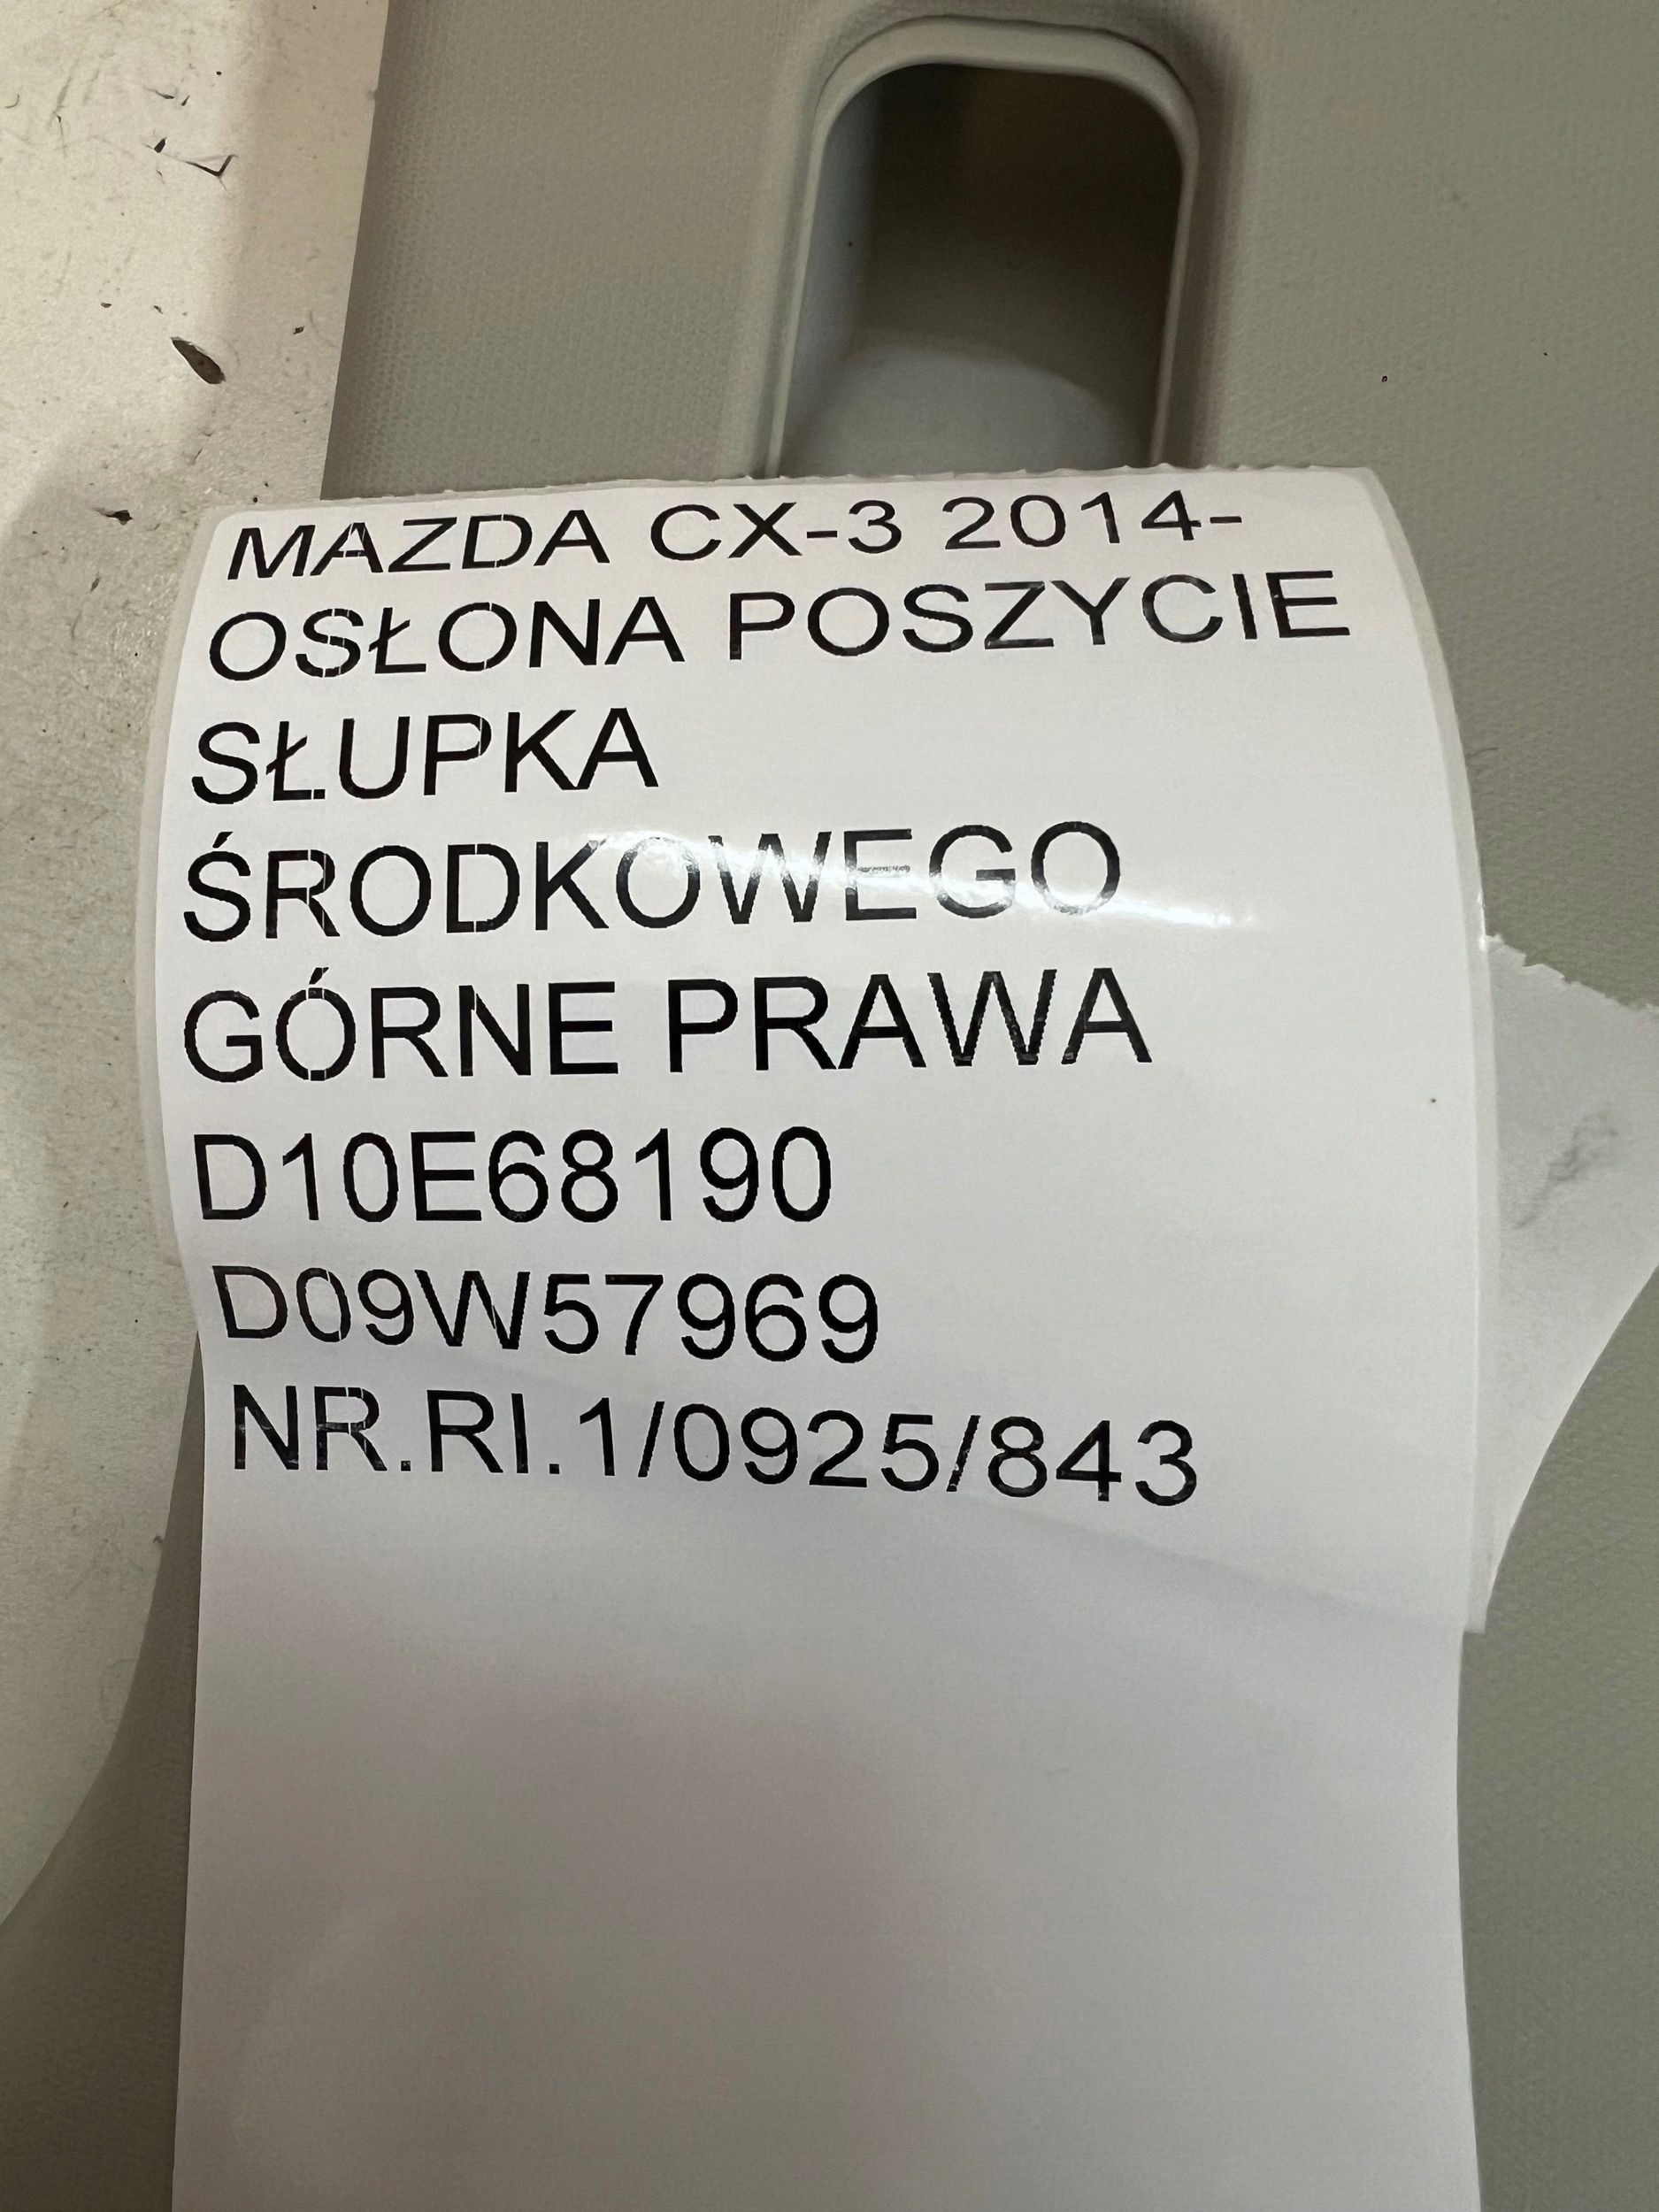 MAZDA CX-3 2014-
OSŁONA POSZYCIE
SŁUPKA
ŚRODKOWEGO
GÓRNE PRAWA
D10E68190
D09W57969
NR.RI.1/0925/843